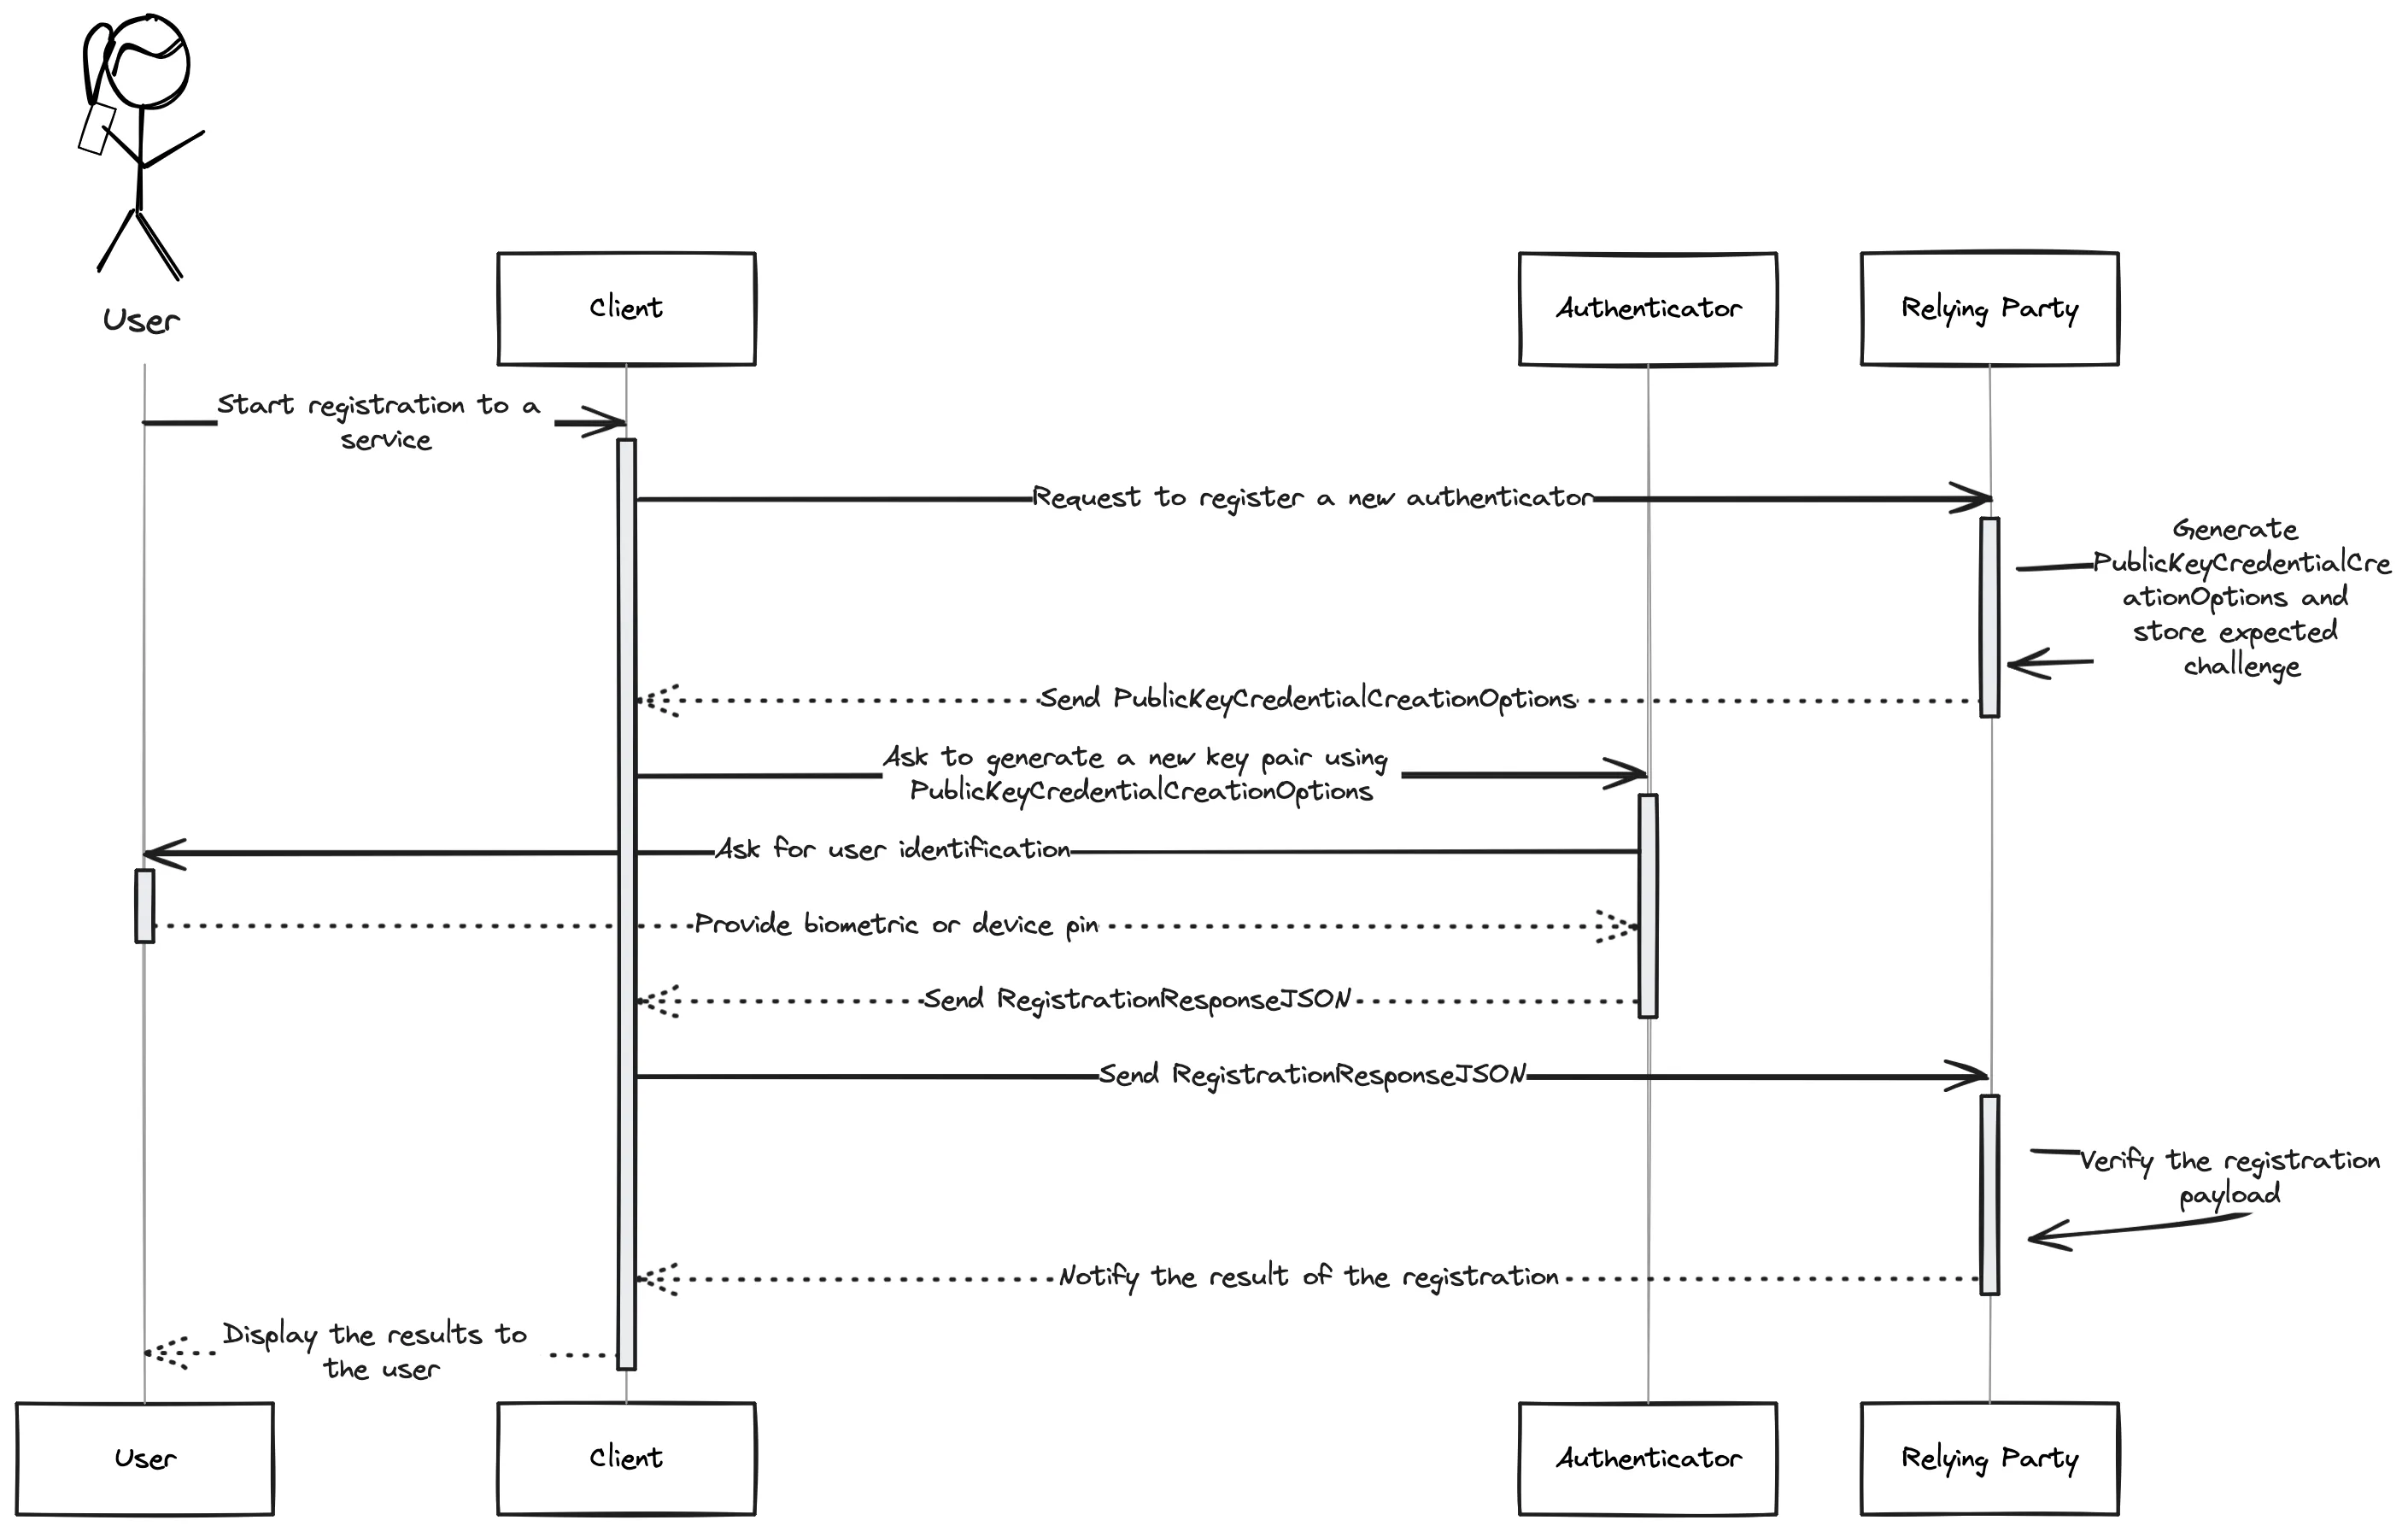 User
Client
Authenticator
Relying Party
Start registration to a
service
Request to register a new authenticator
Generate
PublicKeyCredentialCre
ationOptions and
store expected
challenge
Send PublicKeyCredentialCreationOptions
Ask to generate a new key pair using
PublicKeyCredentialCreationOptions
Ask for user identification
Provide biometric or device pin
Send RegistrationResponseJSON
Send RegistrationResponseJSON
Verify the registration
payload
Notify the result of the registration
Display the results to
the user
User
Client
Authenticator
Relying Party